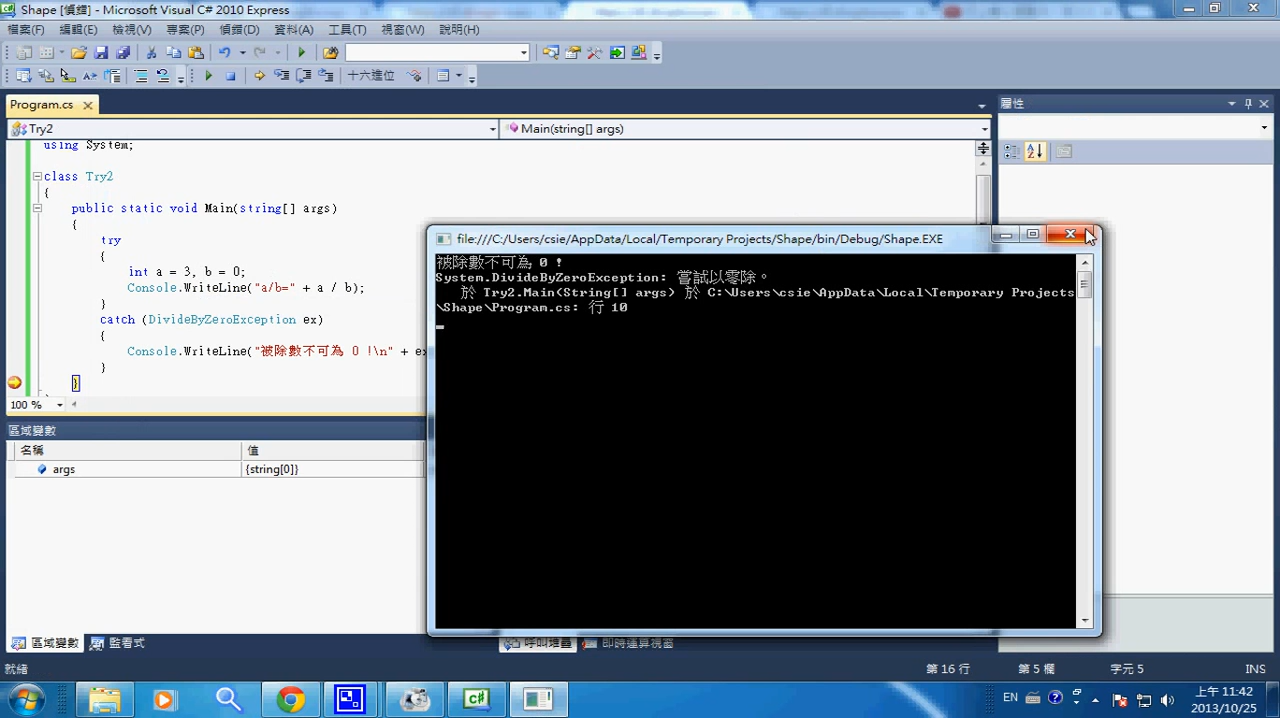 Shape [偵錯] - Microsoft Visual C# 2010 Express
檔案(F) 編輯(E) 檢視(V) 專案(P) 偵錯(D) 資料(A) 工具(T) 視窗(W) 說明(H)
十六進位
Program.cs
屬性
Try2
Main(string[] args)
using System;
class Try2
{
public static void Main(string[] args)
{
try
{
int a = 3, b = 0;
Console.WriteLine("a/b=" + a / b);
}
catch (DivideByZeroException ex)
{
Console.WriteLine("被除數不可為 0 !\n" + ex
}
}
100 %
file:///C:/Users/csie/AppData/Local/Temporary Projects/Shape/bin/Debug/Shape.EXE
被除數不可為 0 !
System.DivideByZeroException: 嘗試以零除。
於 Try2.Main(String[] args) 於 C:\Users\csie\AppData\Local\Temporary Projects
\Shape\Program.cs: 行 10
區域變數
名稱 值
args {string[0]}
區域變數 監看式 呼叫堆疊 即時運算視窗
就緒 第 16 行 第 5 欄 字元 5 INS
EN 上午 11:42
2013/10/25